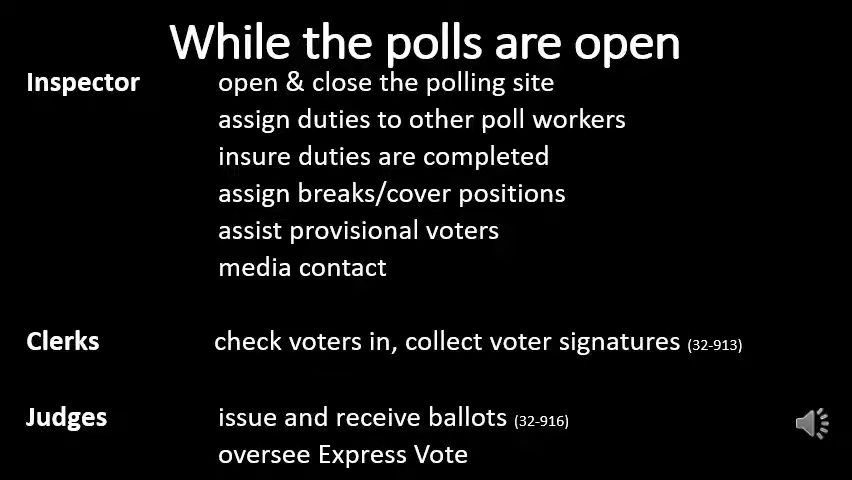 While the polls are open
Inspector open & close the polling site
assign duties to other poll workers
insure duties are completed
assign breaks/cover positions
assist provisional voters
media contact
Clerks check voters in, collect voter signatures (32-913)
Judges issue and receive ballots (32-916)
oversee Express Vote